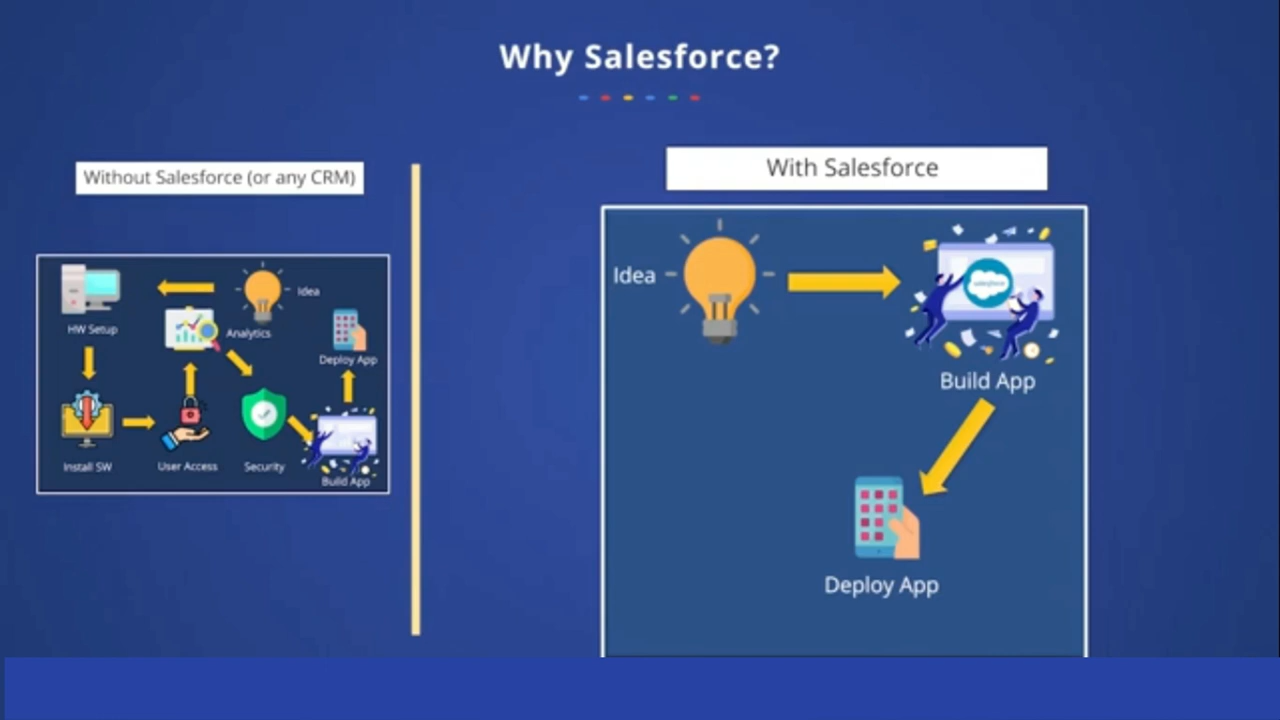 Why Salesforce?
Without Salesforce (or any CRM)
Idea
HW Setup
Analytics
Deploy App
Install SW
User Access
Security
Build App
With Salesforce
Idea
salesforce
Build App
Deploy App